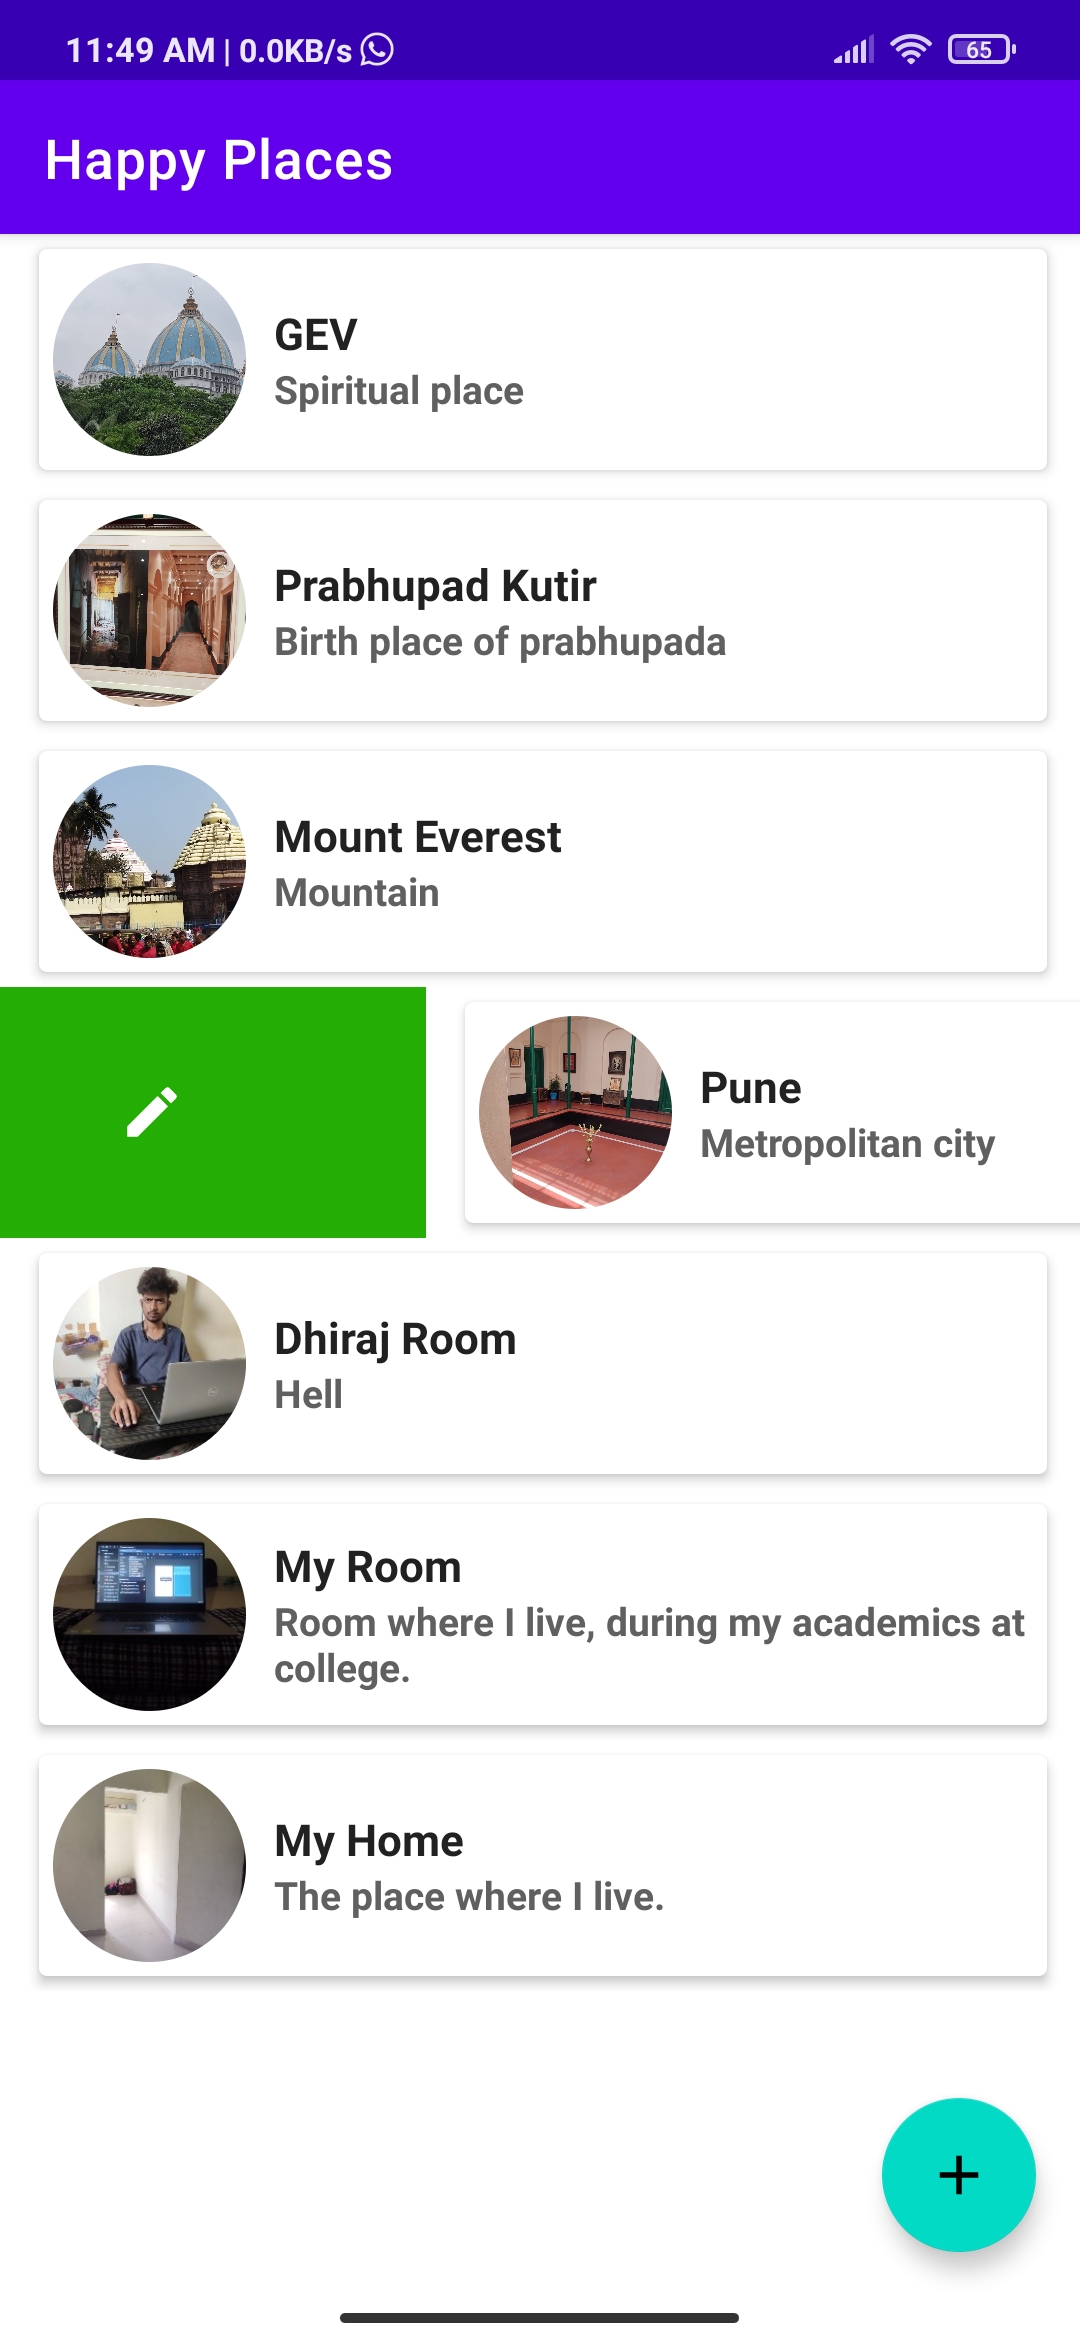 11:49 AM | 0.0KB/s
65
Happy Places
GEV
Spiritual place
Prabhupad Kutir
Birth place of prabhupada
Mount Everest
Mountain
Pune
Metropolitan city
Dhiraj Room
Hell
My Room
Room where I live, during my academics at
college.
My Home
The place where I live.